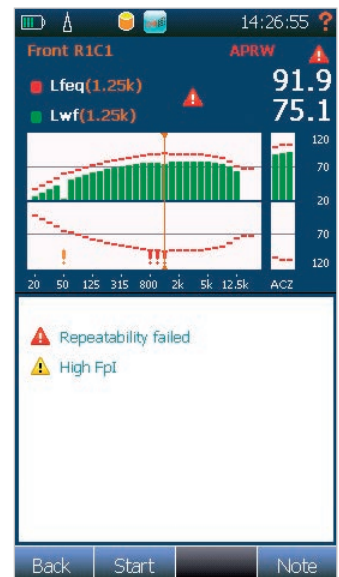 14:26:55 ?
Front R1C1 APRW
Lfeq(1.25k) 91.9
Lwf(1.25k) 75.1
120
70
20
70
120
20 50 125 315 800 2k 5k 12.5k ACZ
Repeatability failed
High FpI
Back Start Note